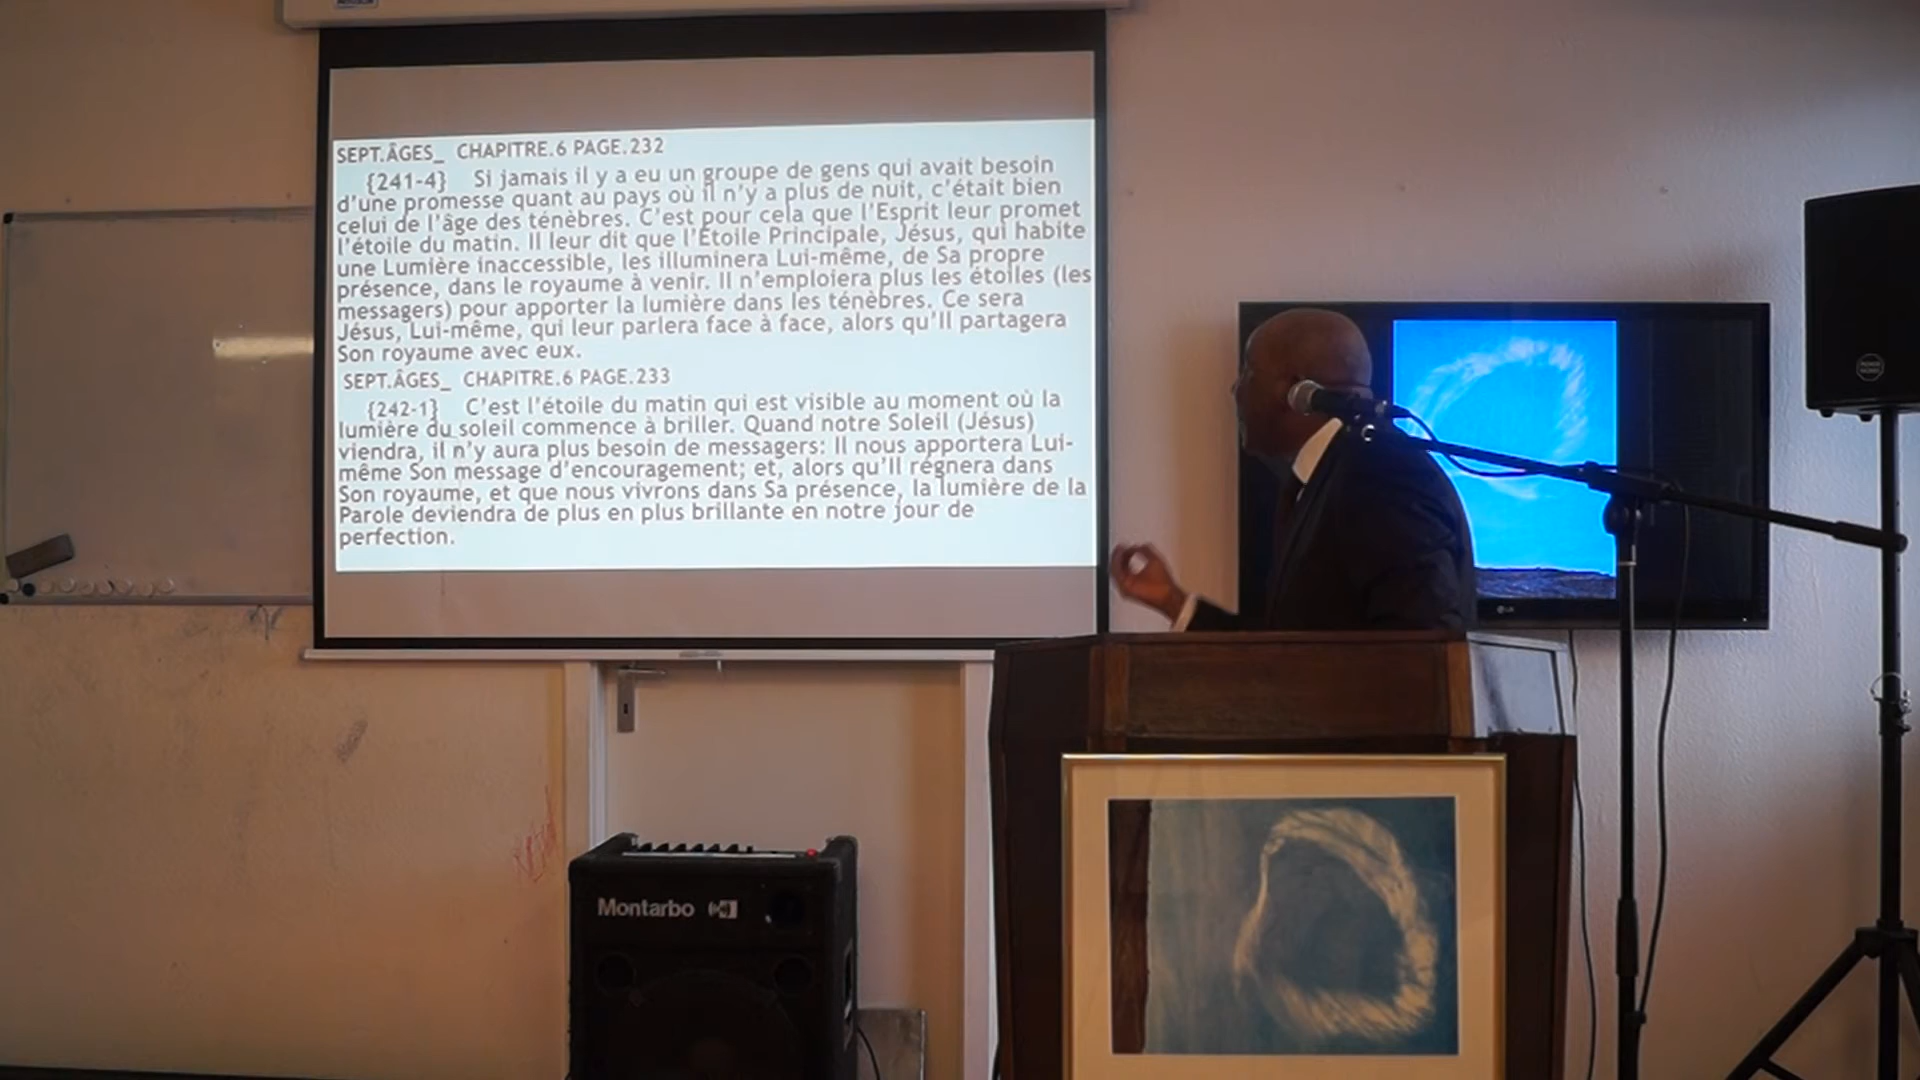 SEPT.ÂGES_ CHAPITRE.6 PAGE.232
{241-4} Si jamais il y a eu un groupe de gens qui avait besoin
d'une promesse quant au pays où il n'y a plus de nuit, c'était bien
celui de l'âge des ténèbres. C'est pour cela que l'Esprit leur promet
l'étoile du matin. Il leur dit que l'Étoile Principale, Jésus, qui habite
une Lumière inaccessible, les illuminera Lui-même, de Sa propre
présence, dans le royaume à venir. Il n'emploiera plus les étoiles (les
messagers) pour apporter la lumière dans les ténèbres. Ce sera
Jésus, Lui-même, qui leur parlera face à face, alors qu'Il partagera
Son royaume avec eux.
SEPT.ÂGES_ CHAPITRE.6 PAGE.233
{242-1} C'est l'étoile du matin qui est visible au moment où la
lumière du soleil commence à briller. Quand notre Soleil (Jésus)
viendra, il n'y aura plus besoin de messagers: Il nous apportera Lui-
même Son message d'encouragement; et, alors qu'Il régnera dans
Son royaume, et que nous vivrons dans Sa présence, la lumière de la
Parole deviendra de plus en plus brillante en notre jour de
perfection.
LG
Montarbo